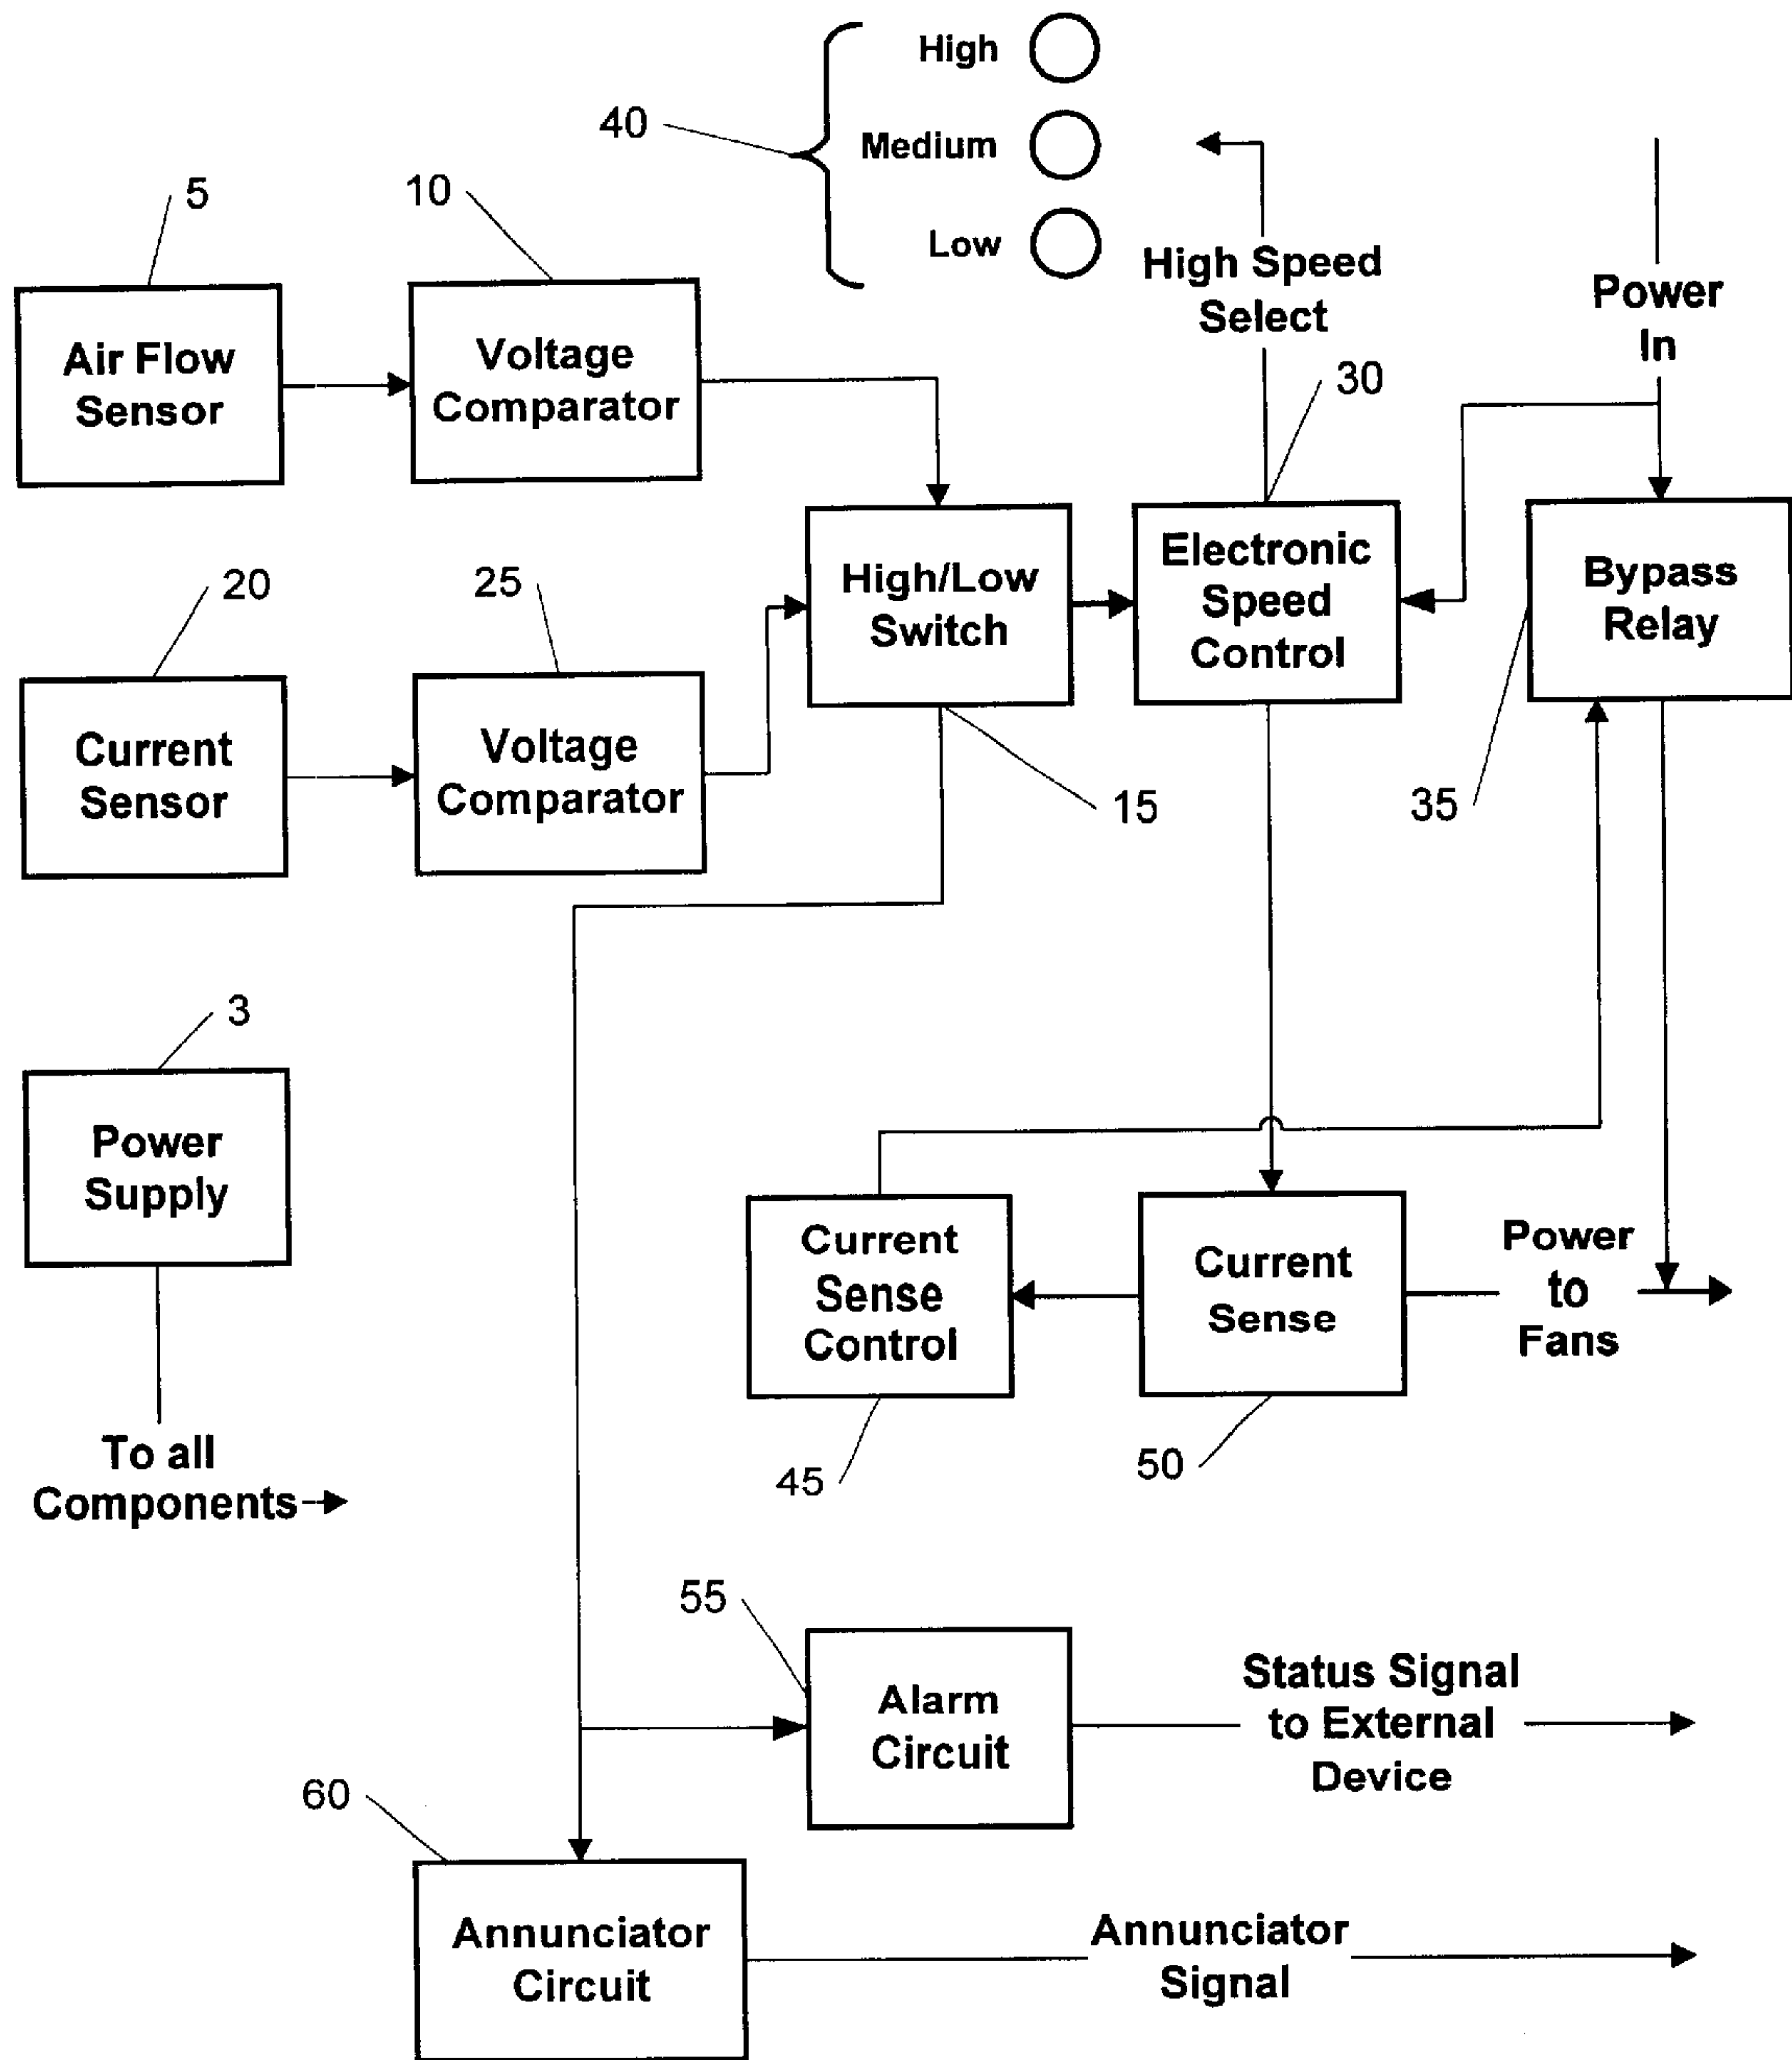 High
40
Medium
Low
5
10
High Speed
Select
Power
In
Air Flow
Sensor
Voltage
Comparator
30
20
25
High/Low
Switch
Electronic
Speed
Control
Bypass
Relay
Current
Sensor
Voltage
Comparator
15
35
3
Power
Supply
Current
Sense
Control
Current
Sense
Power
to
Fans
To all
Components
45
50
55
Alarm
Circuit
Status Signal
to External
Device
60
Annunciator
Circuit
Annunciator
Signal